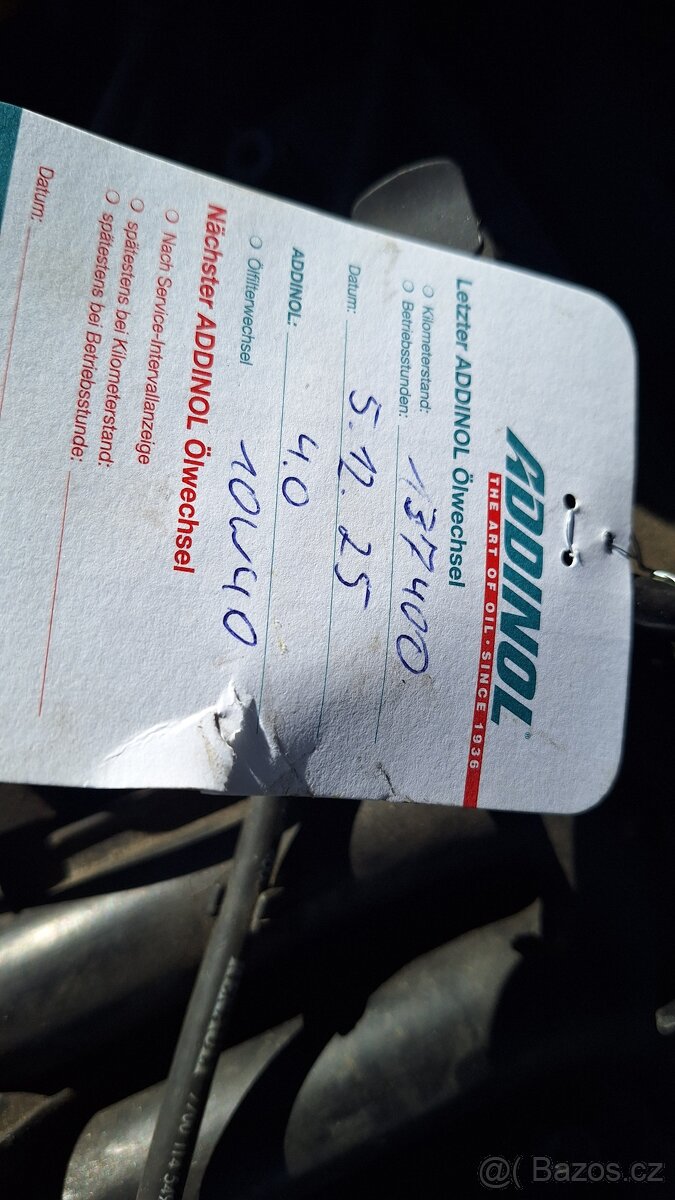 ADDINOL®
THE ART OF OIL · SINCE 1936
Letzter ADDINOL Ölwechsel
Kilometerstand:
Betriebsstunden: 137400
Datum: 5.12.25
ADDINOL: 4.0
Ölfilterwechsel 10W40
Nächster ADDINOL Ölwechsel
Nach Service-Intervallanzeige
spätestens bei Kilometerstand:
spätestens bei Betriebsstunde:
Datum:
@( Bazos.cz